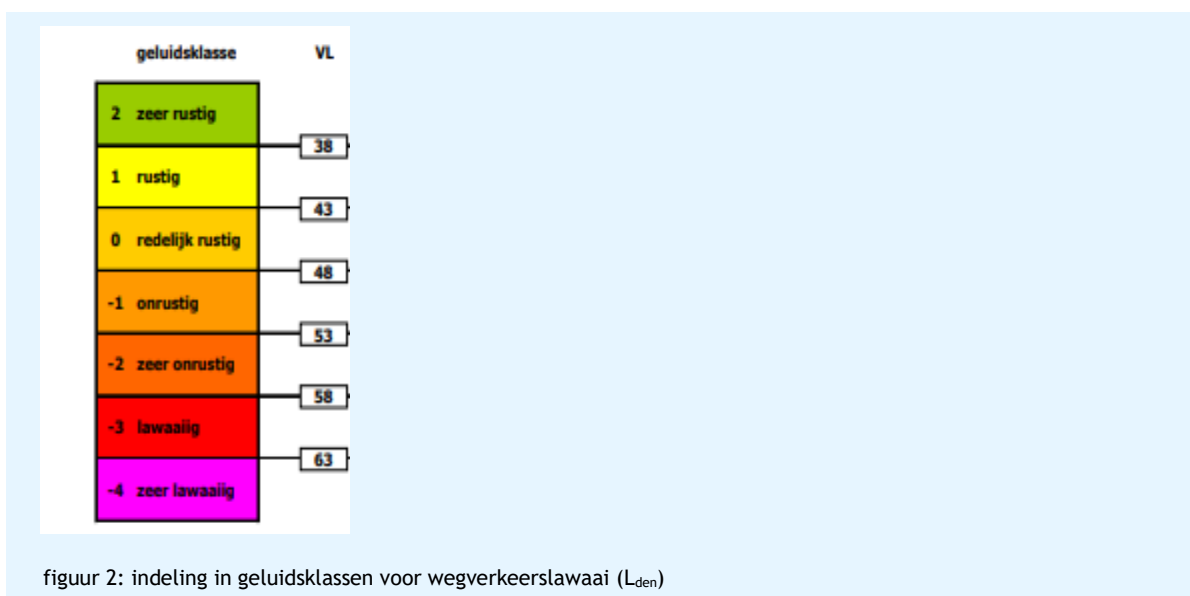 geluidsklasse VL
2 zeer rustig
38
1 rustig
43
0 redelijk rustig
48
-1 onrustig
53
-2 zeer onrustig
58
-3 lawaaiig
63
-4 zeer lawaaiig
figuur 2: indeling in geluidsklassen voor wegverkeerslawaai (Lden)